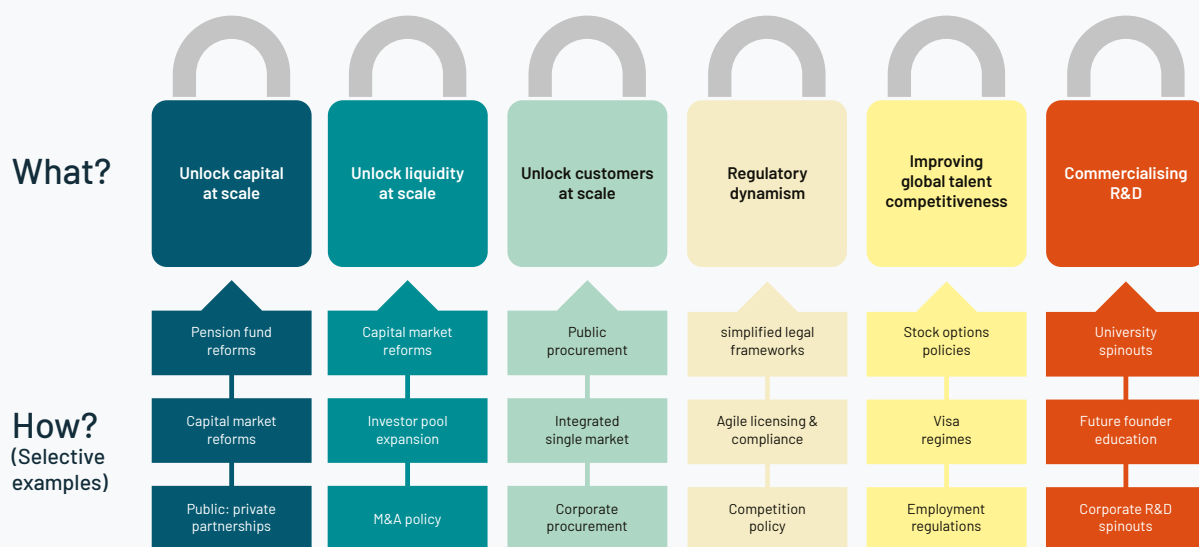 What?
Unlock capital
at scale
Unlock liquidity
at scale
Unlock customers
at scale
Regulatory
dynamism
Improving
global talent
competitiveness
Commercialising
R&D
How?
(Selective
examples)
Pension fund
reforms
Capital market
reforms
Public
procurement
simplified legal
frameworks
Stock options
policies
University
spinouts
Capital market
reforms
Investor pool
expansion
Integrated
single market
Agile licensing &
compliance
Visa
regimes
Future founder
education
Public: private
partnerships
M&A policy
Corporate
procurement
Competition
policy
Employment
regulations
Corporate R&D
spinouts